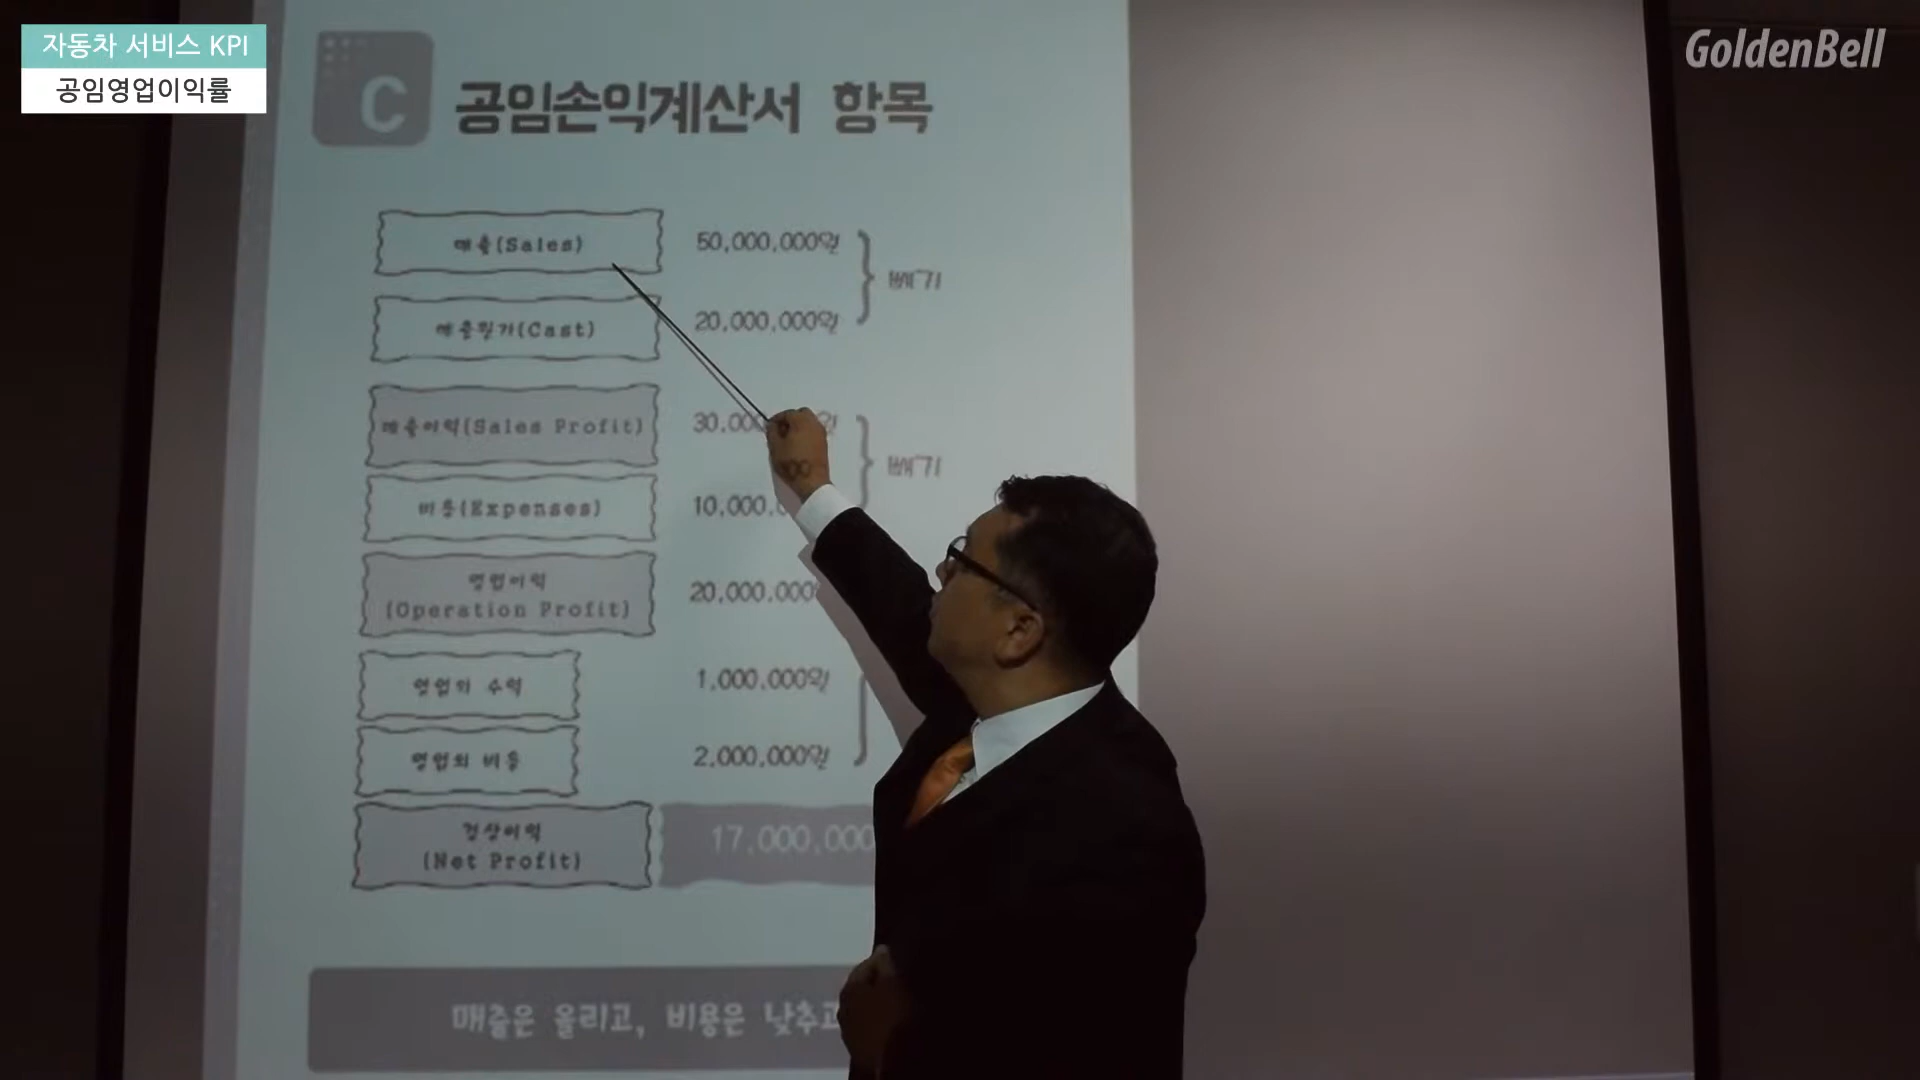 자동차 서비스 KPI
공임영업이익률
GoldenBell
C
공임손익계산서 항목
매출(Sales)
50,000,000원
빼기
매출원가(Cast)
20,000,000원
매출이익(Sales Profit)
빼기
비용(Expenses)
영업이익
(Operation Profit)
20,000,000
영업외 수익
1,000,000원
영업외 비용
2,000,000원
경상이익
(Net Profit)
17,000,000
매출은 올리고, 비용은 낮추고